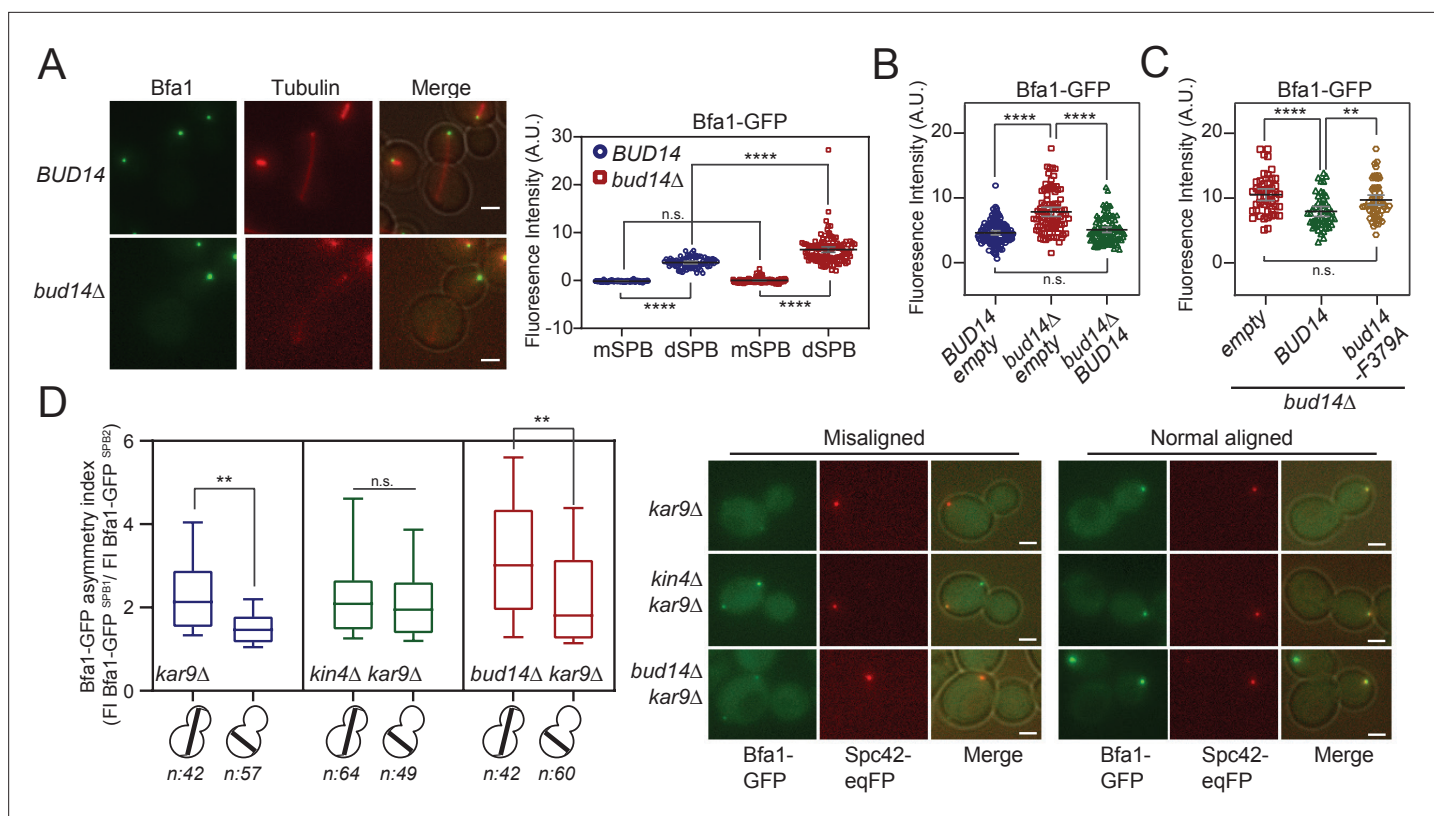 A
Bfa1
Tubulin
Merge
BUD14
bud14Δ
Bfa1-GFP
Fluoresence Intensity (A.U.)
30
20
10
0
-10
BUD14
bud14Δ
****
n.s.
****
****
mSPB
dSPB
mSPB
dSPB
B
Bfa1-GFP
Fluorescence Intensity (A.U.)
20
10
0
****
****
n.s.
BUD14
empty
bud14Δ
empty
bud14Δ
BUD14
C
Bfa1-GFP
Fluorescence Intensity (A.U.)
20
10
0
****
**
n.s.
empty
BUD14
bud14
-F379A
bud14Δ
D
Bfa1-GFP asymmetry index
(FI Bfa1-GFP SPB1/ FI Bfa1-GFP SPB2)
6
4
2
0
**
n.s.
**
kar9Δ
kin4Δ kar9Δ
bud14Δ kar9Δ
n:42
n:57
n:64
n:49
n:42
n:60
Misaligned
Normal aligned
kar9Δ
kin4Δ
kar9Δ
bud14Δ
kar9Δ
Bfa1-
GFP
Spc42-
eqFP
Merge
Bfa1-
GFP
Spc42-
eqFP
Merge